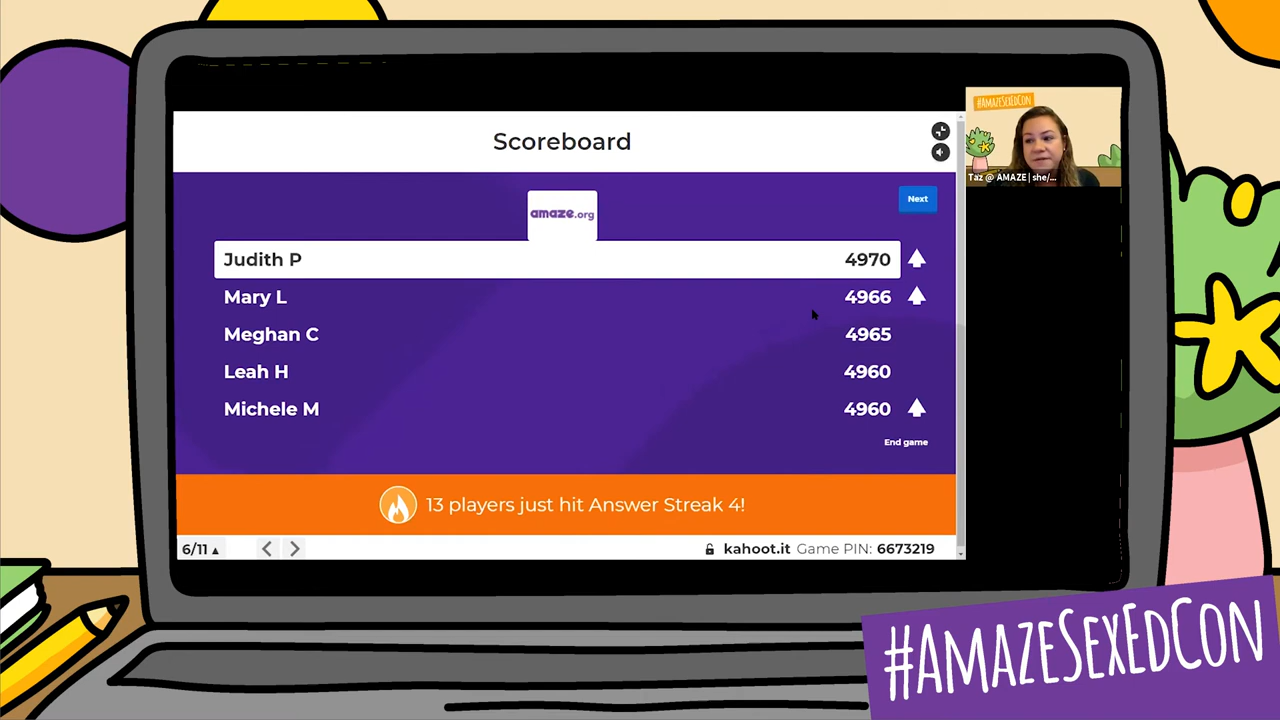 Scoreboard
#AMAZESEXEDCON
Taz @ AMAZE | she/...
Next
amaze.org
Judith P 4970
Mary L 4966
Meghan C 4965
Leah H 4960
Michele M 4960
End game
13 players just hit Answer Streak 4!
6/11
kahoot.it Game PIN: 6673219
#AMAZESEXEDCON